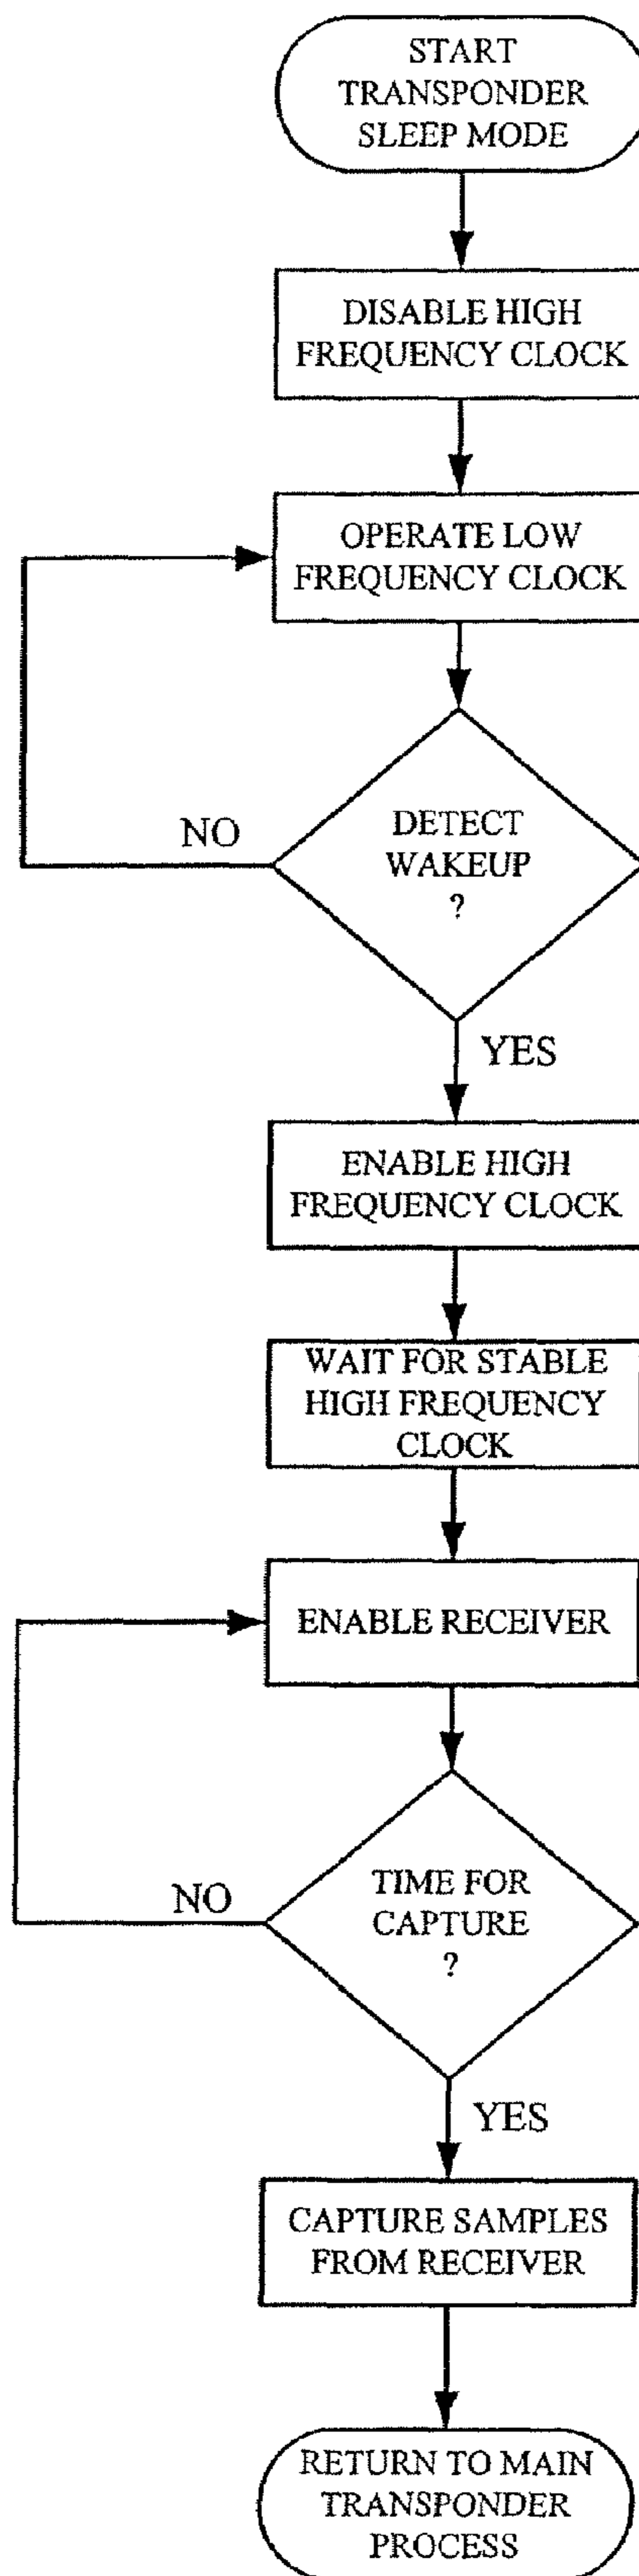 START
TRANSPONDER
SLEEP MODE
DISABLE HIGH
FREQUENCY CLOCK
OPERATE LOW
FREQUENCY CLOCK
DETECT
WAKEUP
?
NO
YES
ENABLE HIGH
FREQUENCY CLOCK
WAIT FOR STABLE
HIGH FREQUENCY
CLOCK
ENABLE RECEIVER
TIME FOR
CAPTURE
?
NO
YES
CAPTURE SAMPLES
FROM RECEIVER
RETURN TO MAIN
TRANSPONDER
PROCESS